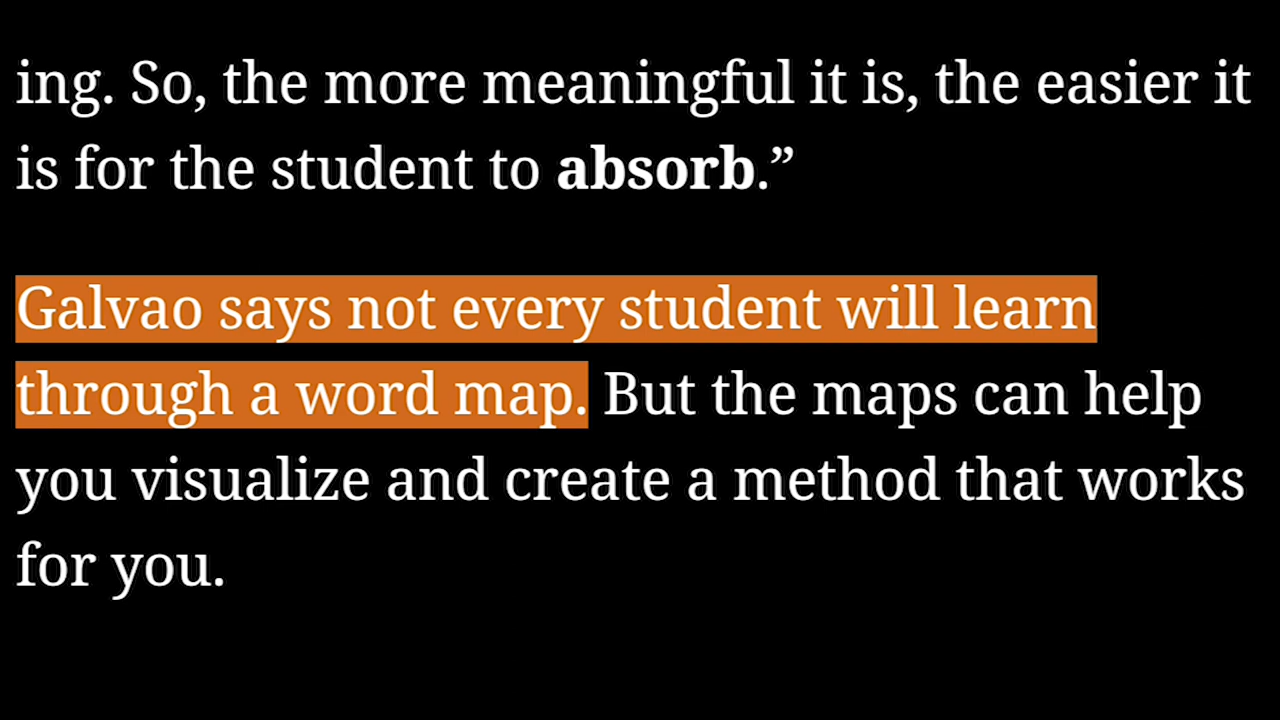 ing. So, the more meaningful it is, the easier it
is for the student to absorb.”
Galvao says not every student will learn
through a word map. But the maps can help
you visualize and create a method that works
for you.